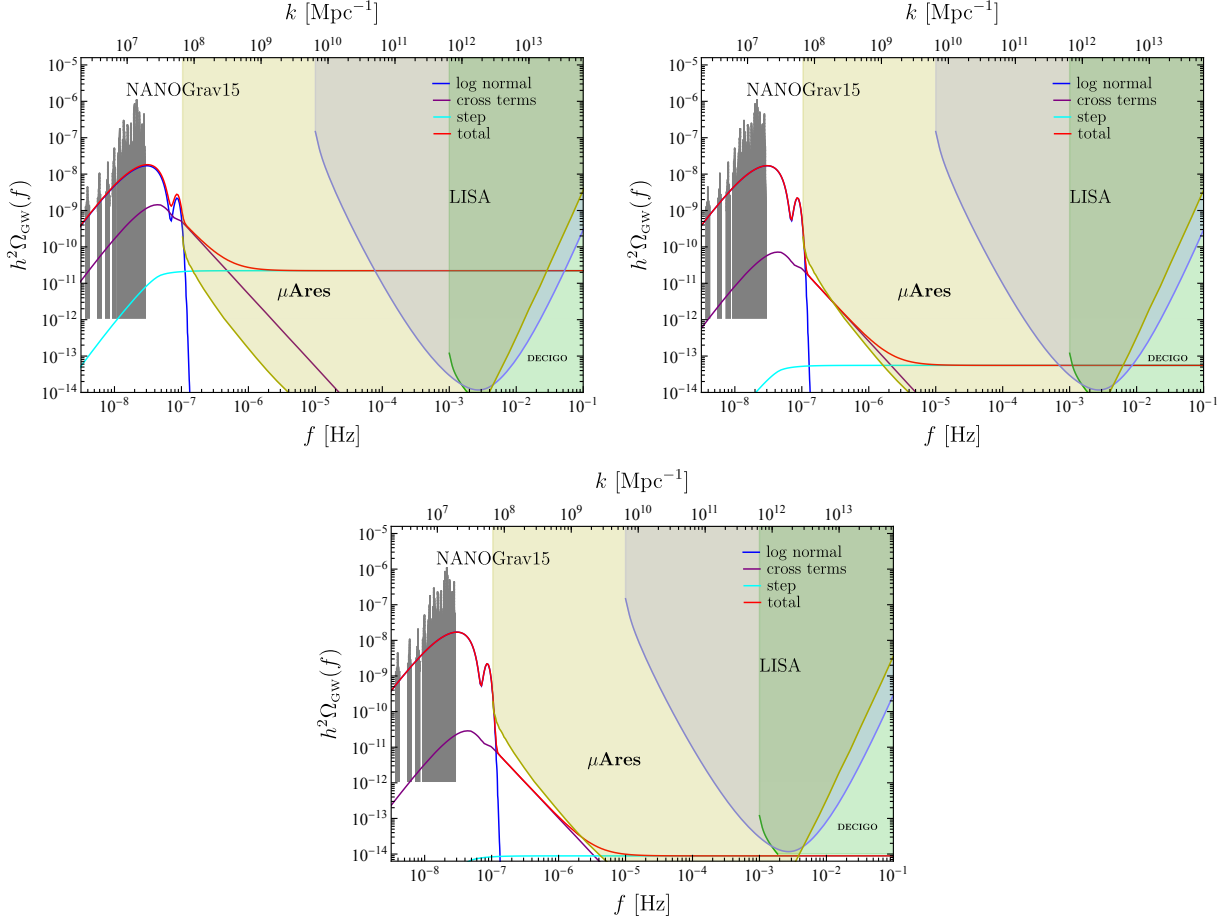 k [Mpc⁻¹]
10⁷ 10⁸ 10⁹ 10¹⁰ 10¹¹ 10¹² 10¹³
10⁻⁵
10⁻⁶
10⁻⁷
10⁻⁸
10⁻⁹
10⁻¹⁰
10⁻¹¹
10⁻¹²
10⁻¹³
10⁻¹⁴
h²Ω_GW(f)
NANOGrav15
log normal
cross terms
step
total
LISA
μAres
DECIGO
10⁻⁸ 10⁻⁷ 10⁻⁶ 10⁻⁵ 10⁻⁴ 10⁻³ 10⁻² 10⁻¹
f [Hz]
k [Mpc⁻¹]
10⁷ 10⁸ 10⁹ 10¹⁰ 10¹¹ 10¹² 10¹³
10⁻⁵
10⁻⁶
10⁻⁷
10⁻⁸
10⁻⁹
10⁻¹⁰
10⁻¹¹
10⁻¹²
10⁻¹³
10⁻¹⁴
h²Ω_GW(f)
NANOGrav15
log normal
cross terms
step
total
LISA
μAres
DECIGO
10⁻⁸ 10⁻⁷ 10⁻⁶ 10⁻⁵ 10⁻⁴ 10⁻³ 10⁻² 10⁻¹
f [Hz]
k [Mpc⁻¹]
10⁷ 10⁸ 10⁹ 10¹⁰ 10¹¹ 10¹² 10¹³
10⁻⁵
10⁻⁶
10⁻⁷
10⁻⁸
10⁻⁹
10⁻¹⁰
10⁻¹¹
10⁻¹²
10⁻¹³
10⁻¹⁴
h²Ω_GW(f)
NANOGrav15
log normal
cross terms
step
total
LISA
μAres
DECIGO
10⁻⁸ 10⁻⁷ 10⁻⁶ 10⁻⁵ 10⁻⁴ 10⁻³ 10⁻² 10⁻¹
f [Hz]